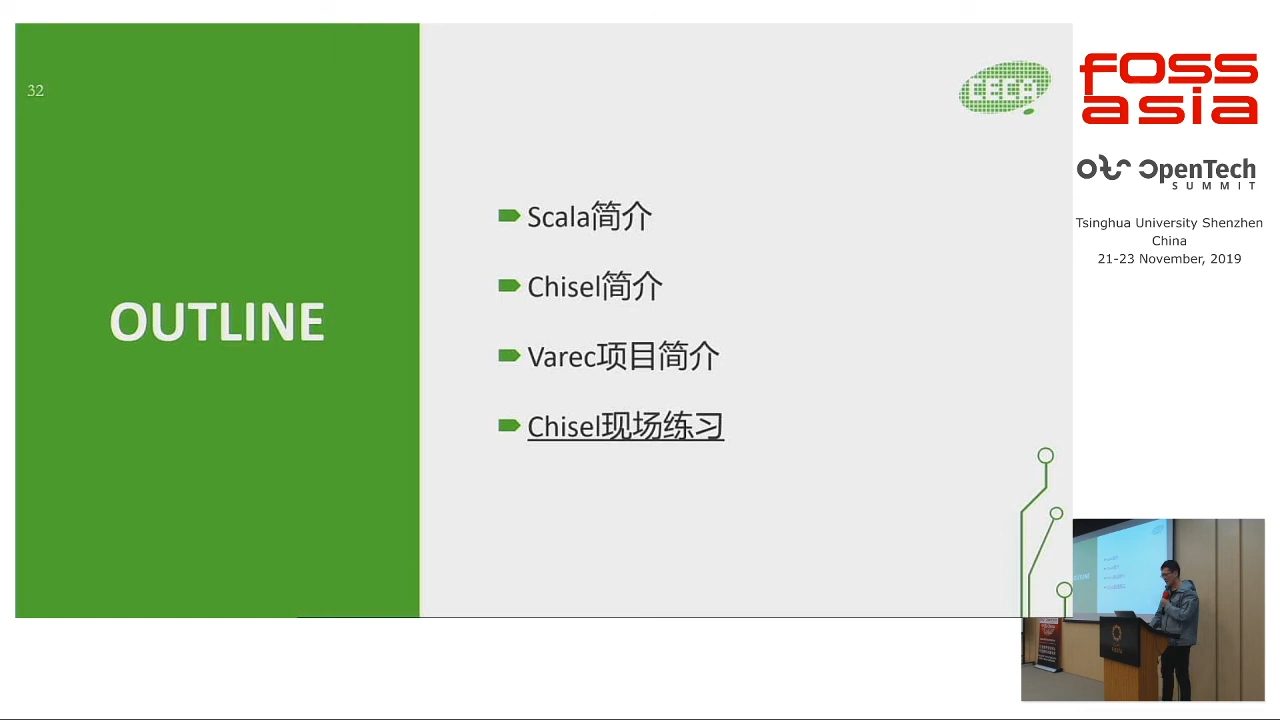 32
OUTLINE
Scala简介
Chisel简介
Varec项目简介
Chisel现场练习
foss
asia
OpenTech
SUMMIT
Tsinghua University Shenzhen
China
21-23 November, 2019